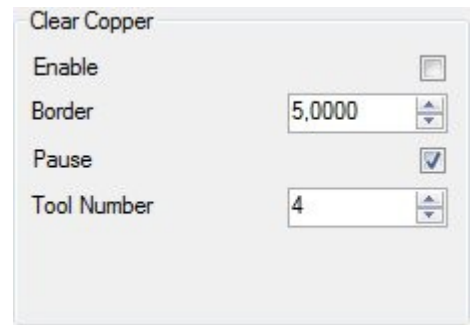 Clear Copper
Enable
Border 5,0000
Pause
Tool Number 4